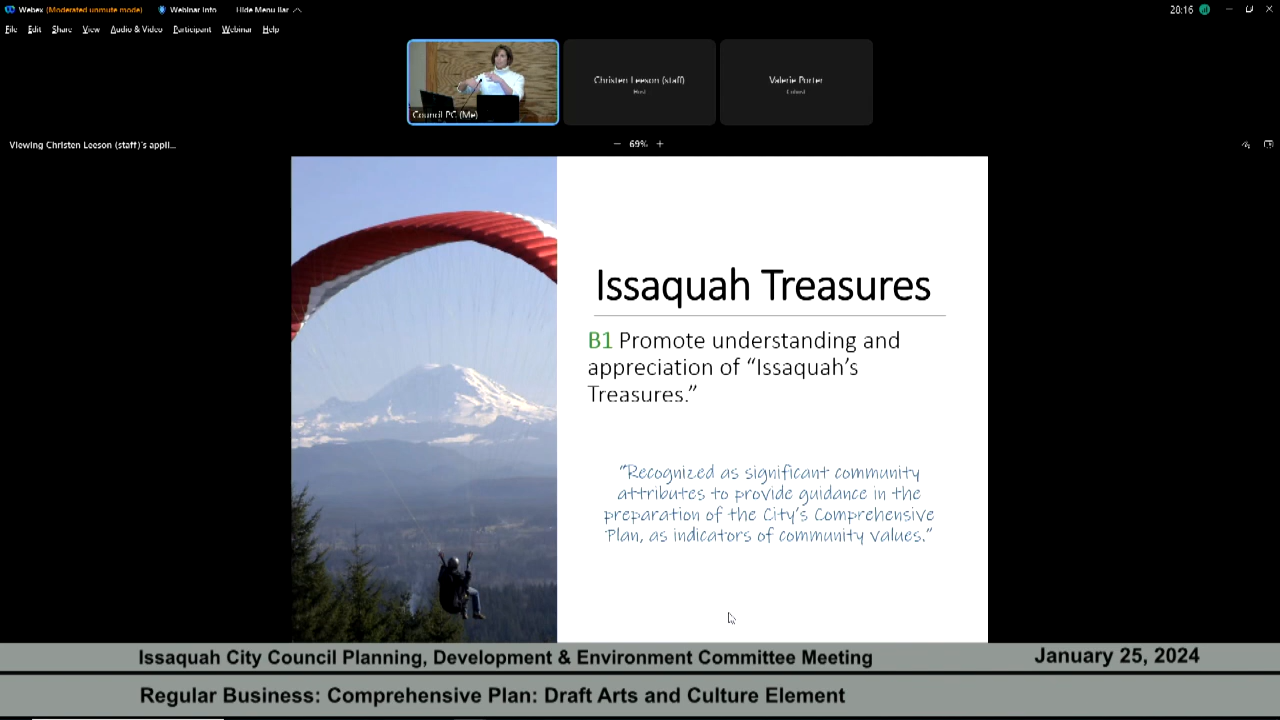 Webex (Moderated unmute mode) Webinar Info Hide Menu Bar 20:16
File Edit Share View Audio & Video Participant Webinar Help
Council PC (Me)
Christen Leeson (staff)
Host
Valerie Porter
Cohost
Viewing Christen Leeson (staff)'s appli...
− 69% +
Issaquah Treasures
B1 Promote understanding and
appreciation of “Issaquah’s
Treasures.”
“Recognized as significant community
attributes to provide guidance in the
preparation of the City’s Comprehensive
Plan, as indicators of community values.”
Issaquah City Council Planning, Development & Environment Committee Meeting
January 25, 2024
Regular Business: Comprehensive Plan: Draft Arts and Culture Element